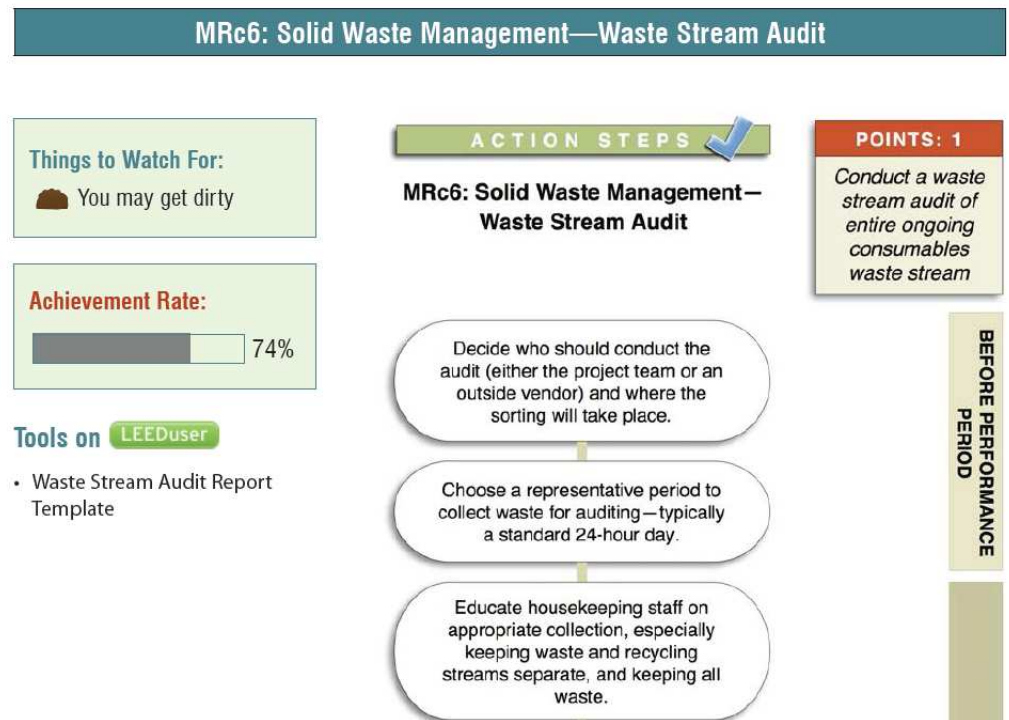 MRc6: Solid Waste Management—Waste Stream Audit
Things to Watch For:
You may get dirty
Achievement Rate:
74%
Tools on LEEDuser
• Waste Stream Audit Report
Template
ACTION STEPS
MRc6: Solid Waste Management—
Waste Stream Audit
POINTS: 1
Conduct a waste
stream audit of
entire ongoing
consumables
waste stream
Decide who should conduct the
audit (either the project team or an
outside vendor) and where the
sorting will take place.
Choose a representative period to
collect waste for auditing—typically
a standard 24-hour day.
Educate housekeeping staff on
appropriate collection, especially
keeping waste and recycling
streams separate, and keeping all
waste.
BEFORE PERFORMANCE
PERIOD